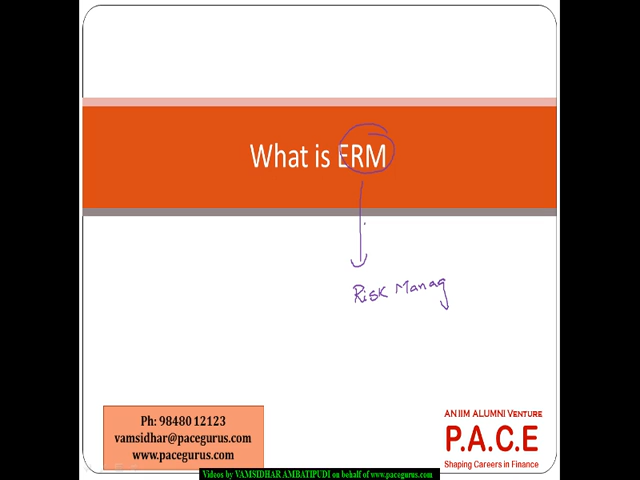 What is ERM
Risk Manag
Ph: 98480 12123
vamsidhar@pacegurus.com
www.pacegurus.com
AN IIM ALUMNI VENTURE
P.A.C.E
Shaping Careers in Finance
Videos by VAMSIDHAR AMBATIPUDI on behalf of www.pacegurus.com